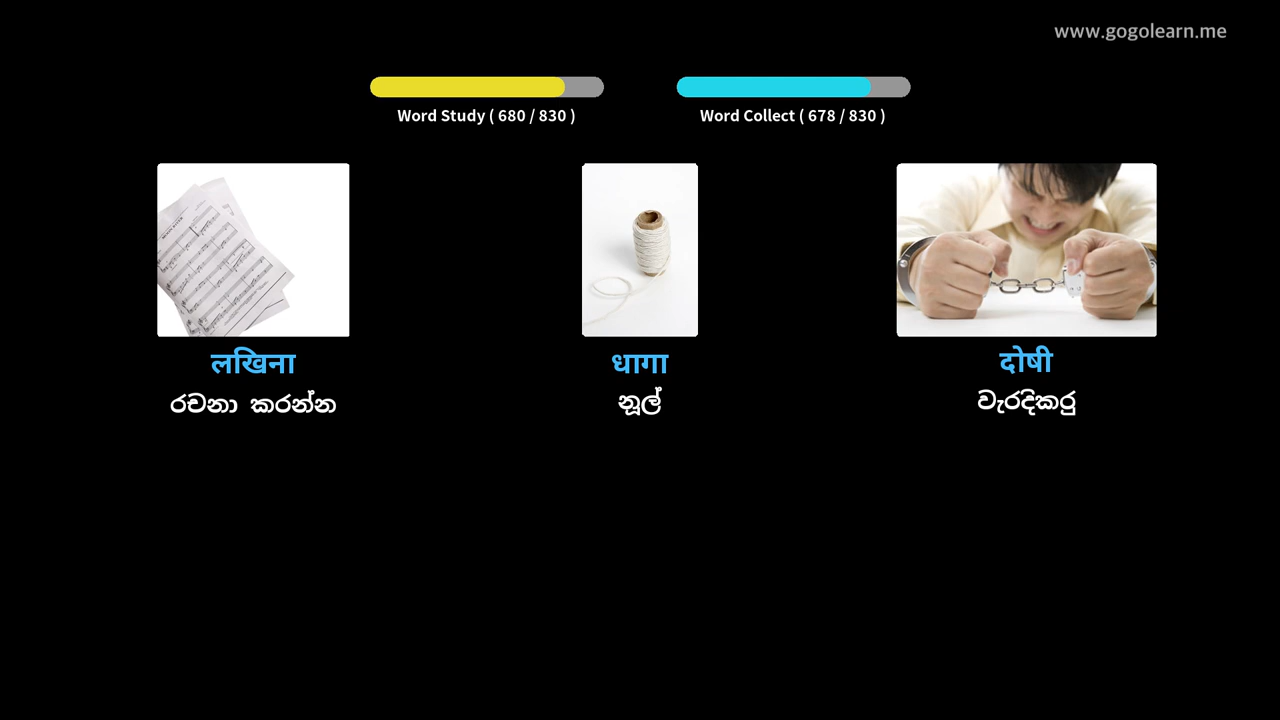 www.gogolearn.me
Word Study ( 680 / 830 )
Word Collect ( 678 / 830 )
लखिना
धागा
दोषी
රචනා කරන්න
නූල්
වැරදිකරු